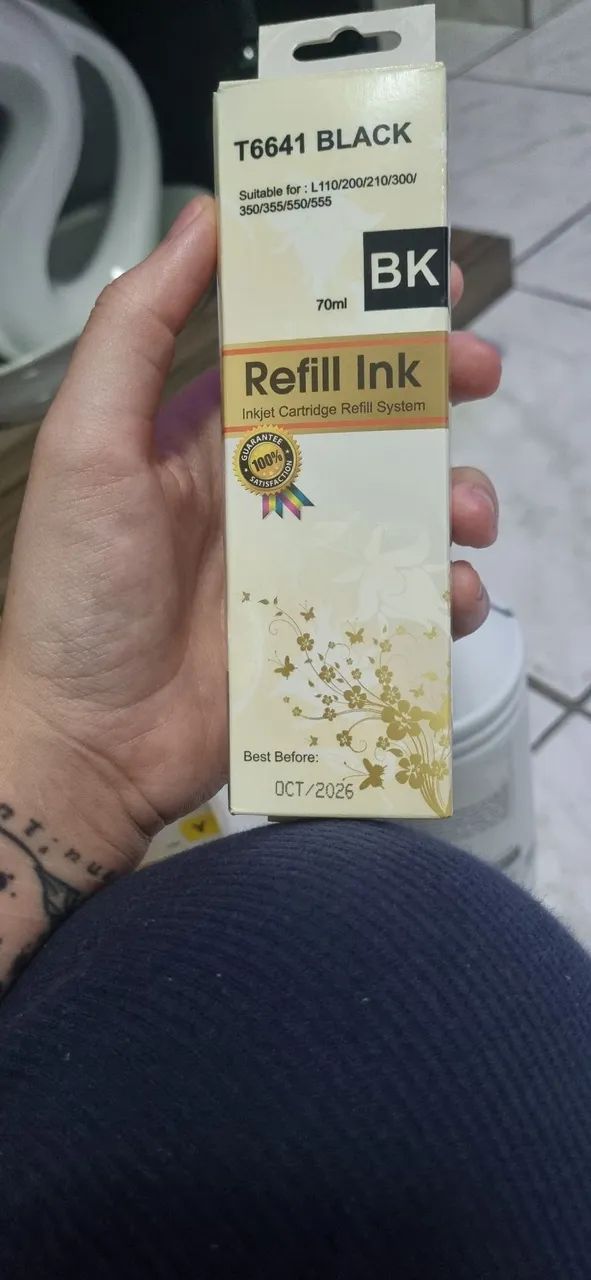 T6641 BLACK
Suitable for : L110/200/210/300/
350/355/550/555
BK
70ml
Refill Ink
Inkjet Cartridge Refill System
GUARANTEE
100%
SATISFACTION
Best Before:
OCT/2026